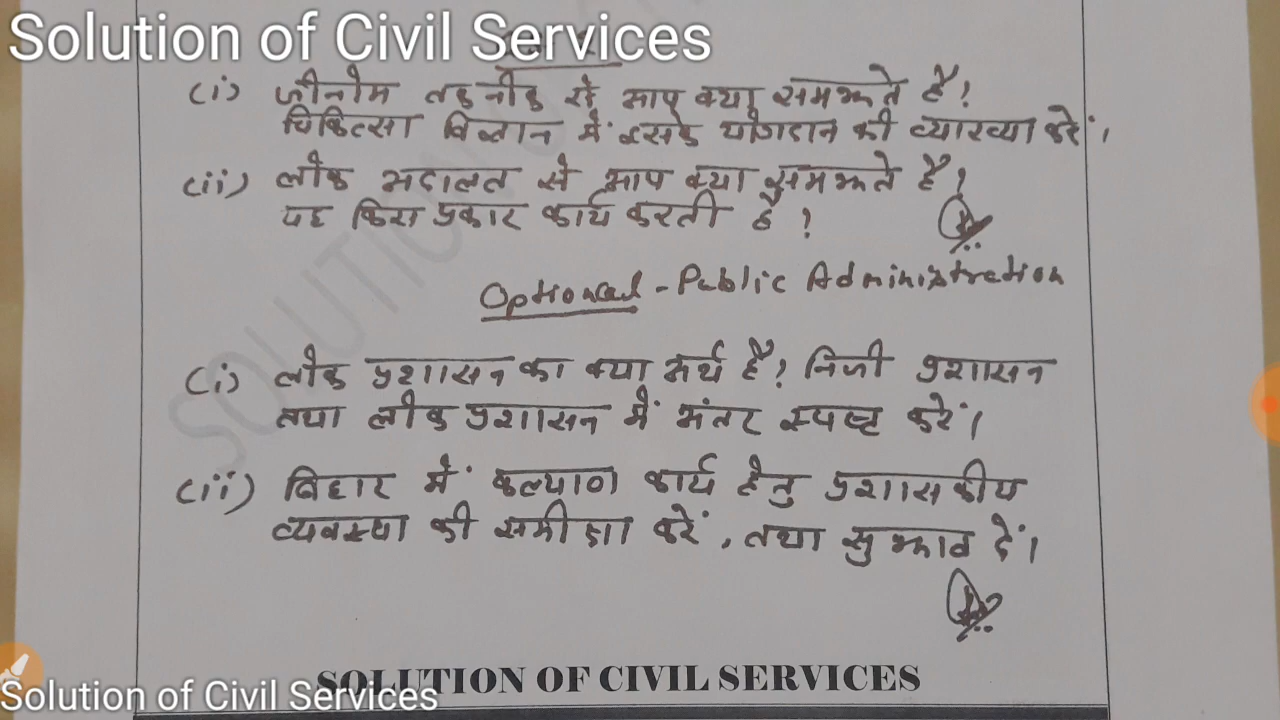 Solution of Civil Services
(i) जीनोम तकनीक से आप क्या समझते हैं?
चिकित्सा विज्ञान में इसके योगदान की व्याख्या करें।
(ii) लोक अदालत से आप क्या समझते हैं?
यह किस प्रकार कार्य करती है?
Optional - Public Administration
(i) लोक प्रशासन का क्या अर्थ है? निजी प्रशासन
तथा लोक प्रशासन में अंतर स्पष्ट करें।
(ii) बिहार में कल्याण कार्य हेतु प्रशासकीय
व्यवस्था की समीक्षा करें, तथा सुझाव दें।
SOLUTION OF CIVIL SERVICES
Solution of Civil Services